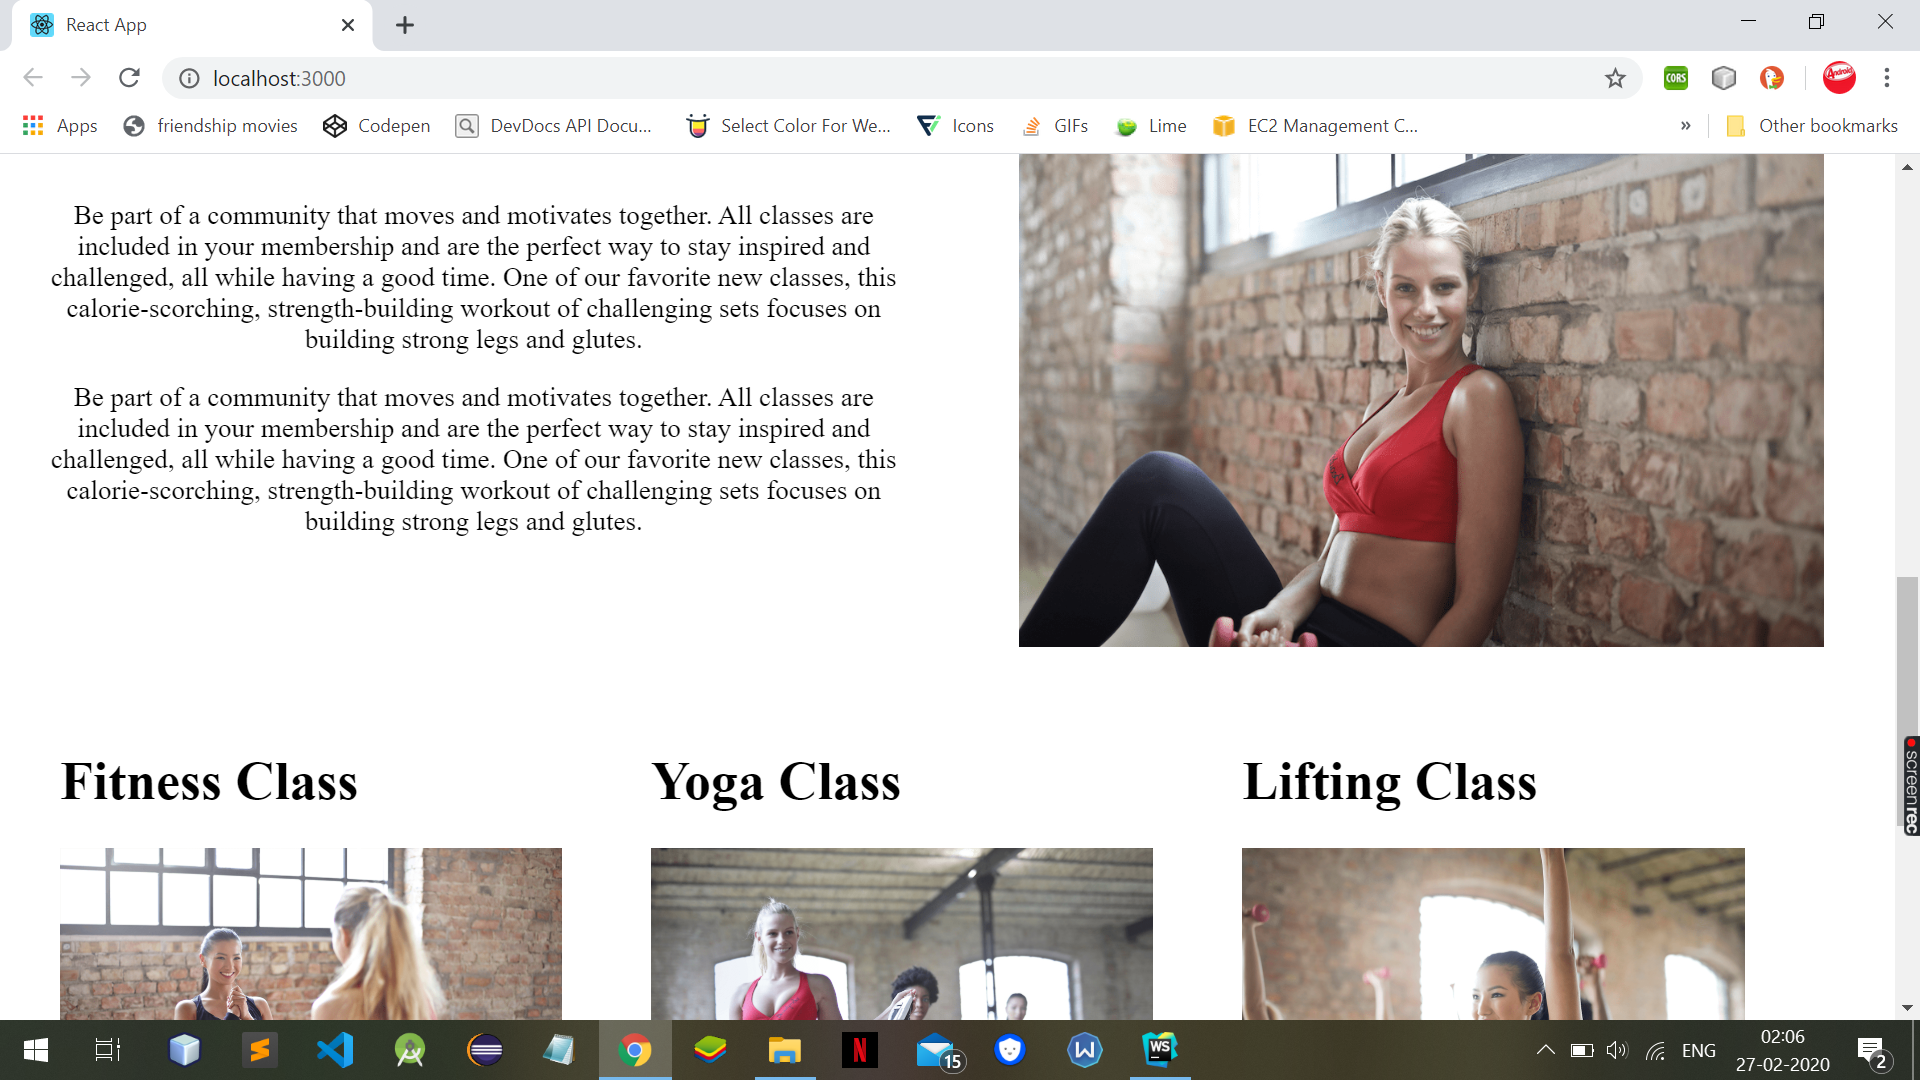 React App
localhost:3000
CORS
Android
Apps
friendship movies
Codepen
DevDocs API Docu...
Select Color For We...
Icons
GIFs
Lime
EC2 Management C...
»
Other bookmarks
Be part of a community that moves and motivates together. All classes are
included in your membership and are the perfect way to stay inspired and
challenged, all while having a good time. One of our favorite new classes, this
calorie-scorching, strength-building workout of challenging sets focuses on
building strong legs and glutes.
Be part of a community that moves and motivates together. All classes are
included in your membership and are the perfect way to stay inspired and
challenged, all while having a good time. One of our favorite new classes, this
calorie-scorching, strength-building workout of challenging sets focuses on
building strong legs and glutes.
Fitness Class
Yoga Class
Lifting Class
screenrec
N
15
W
WS
ENG
02:06
27-02-2020
2